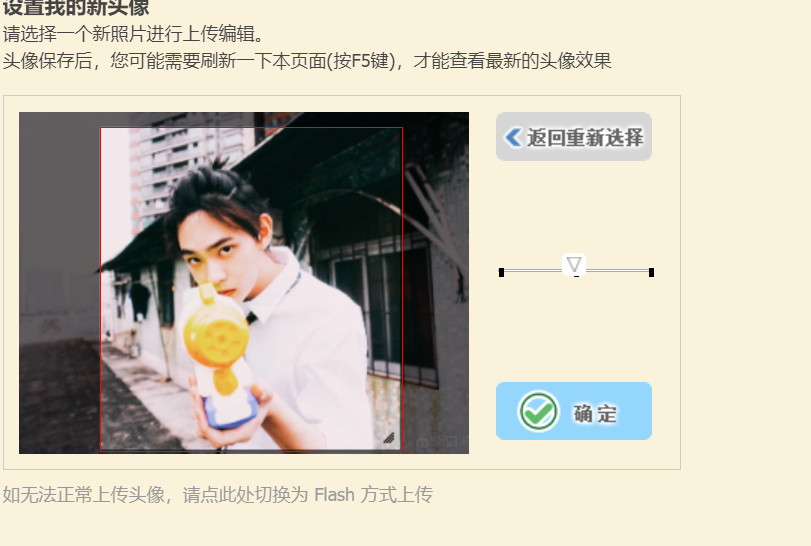 设置我的新头像
请选择一个新照片进行上传编辑。
头像保存后，您可能需要刷新一下本页面(按F5键)，才能查看最新的头像效果
返回重新选择
确定
如无法正常上传头像，请点此处切换为 Flash 方式上传